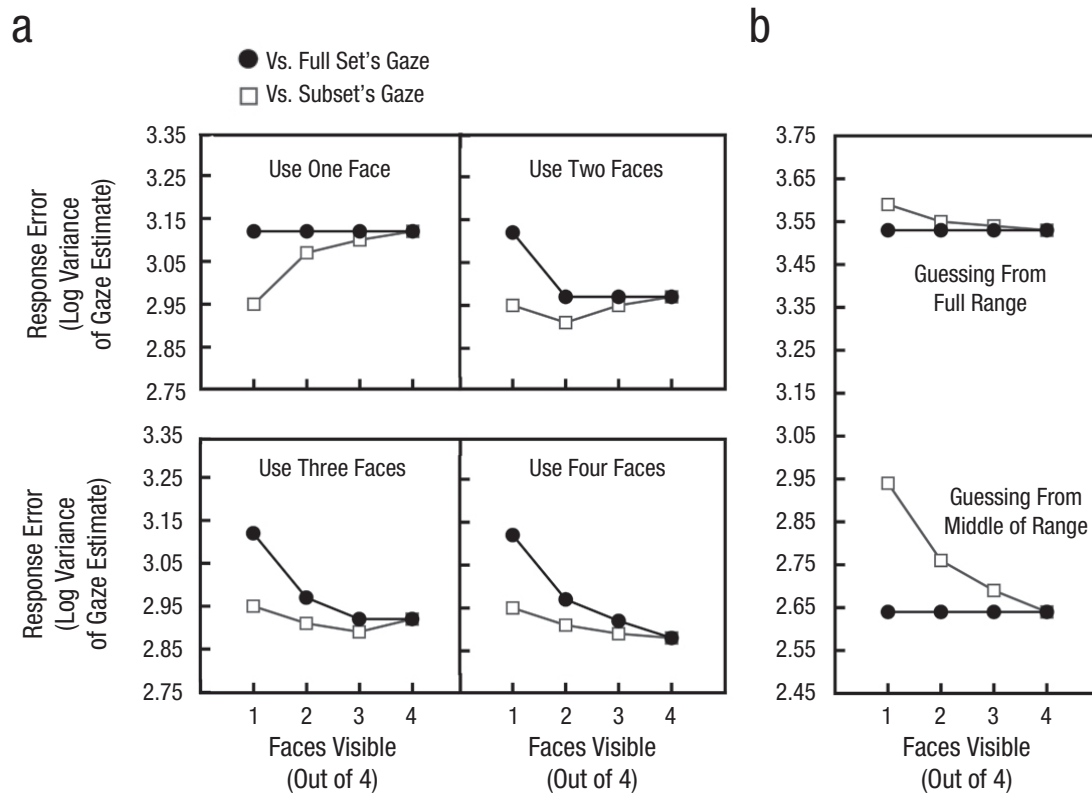 a
b
Vs. Full Set's Gaze
Vs. Subset's Gaze
Response Error
(Log Variance
of Gaze Estimate)
3.35
3.25
3.15
3.05
2.95
2.85
2.75
Use One Face
Use Two Faces
Response Error
(Log Variance
of Gaze Estimate)
3.35
3.25
3.15
3.05
2.95
2.85
2.75
Use Three Faces
Use Four Faces
1 2 3 4
Faces Visible
(Out of 4)
1 2 3 4
Faces Visible
(Out of 4)
3.75
3.65
3.55
3.45
3.35
3.25
3.15
3.05
2.95
2.85
2.75
2.65
2.55
2.45
Guessing From
Full Range
Guessing From
Middle of Range
1 2 3 4
Faces Visible
(Out of 4)